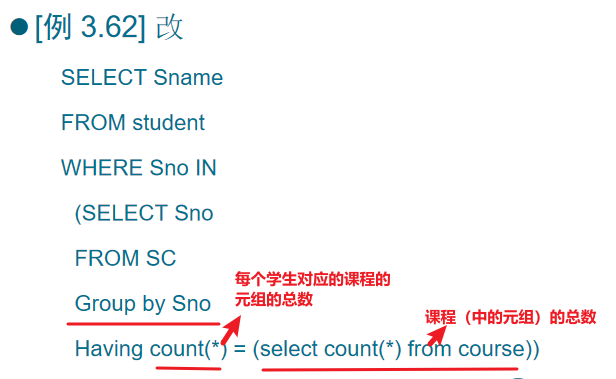 ● [例 3.62] 改
SELECT Sname
FROM student
WHERE Sno IN
(SELECT Sno
FROM SC
每个学生对应的课程的
元组的总数
Group by Sno
课程（中的元组）的总数
Having count(*) = (select count(*) from course))